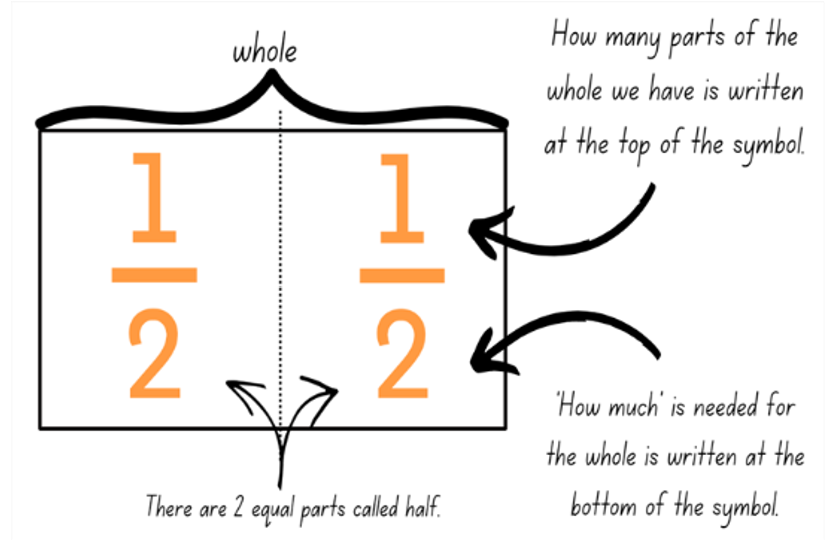 whole
How many parts of the
whole we have is written
at the top of the symbol.
1 1
2 2
'How much' is needed for
the whole is written at the
bottom of the symbol.
There are 2 equal parts called half.